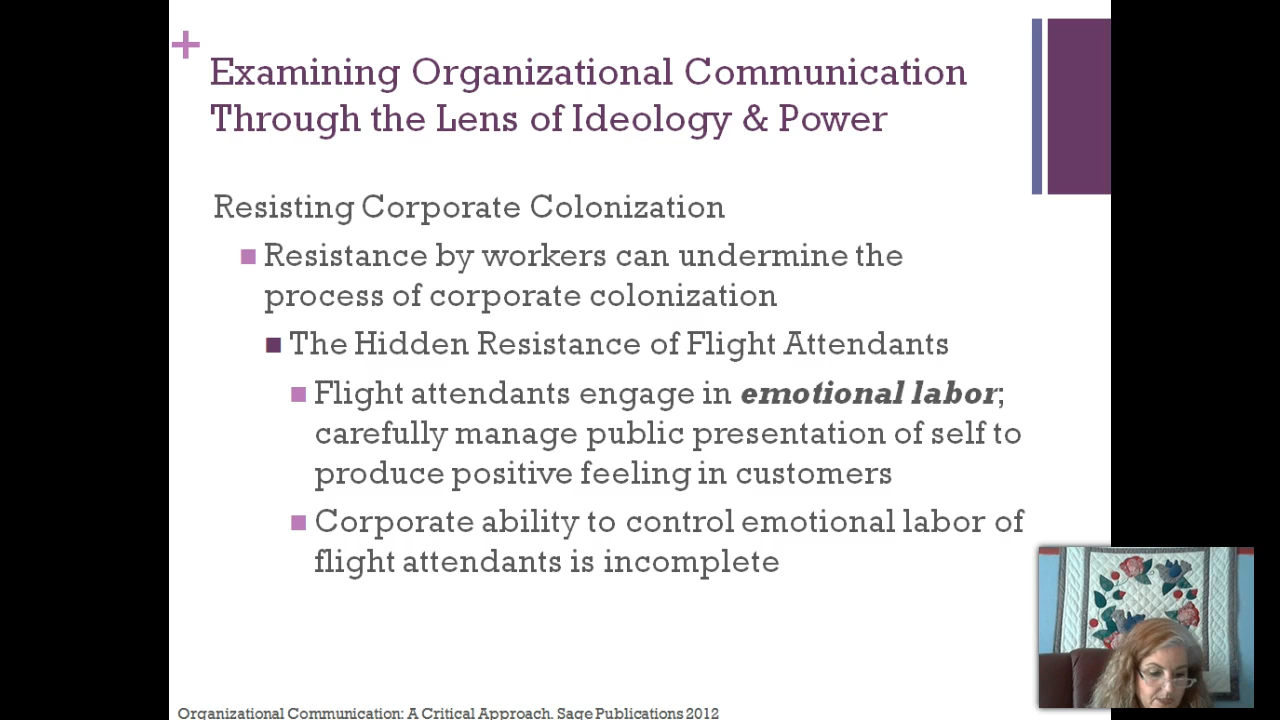 +
Examining Organizational Communication
Through the Lens of Ideology & Power
Resisting Corporate Colonization
Resistance by workers can undermine the
process of corporate colonization
The Hidden Resistance of Flight Attendants
Flight attendants engage in emotional labor;
carefully manage public presentation of self to
produce positive feeling in customers
Corporate ability to control emotional labor of
flight attendants is incomplete
Organizational Communication: A Critical Approach. Sage Publications 2012